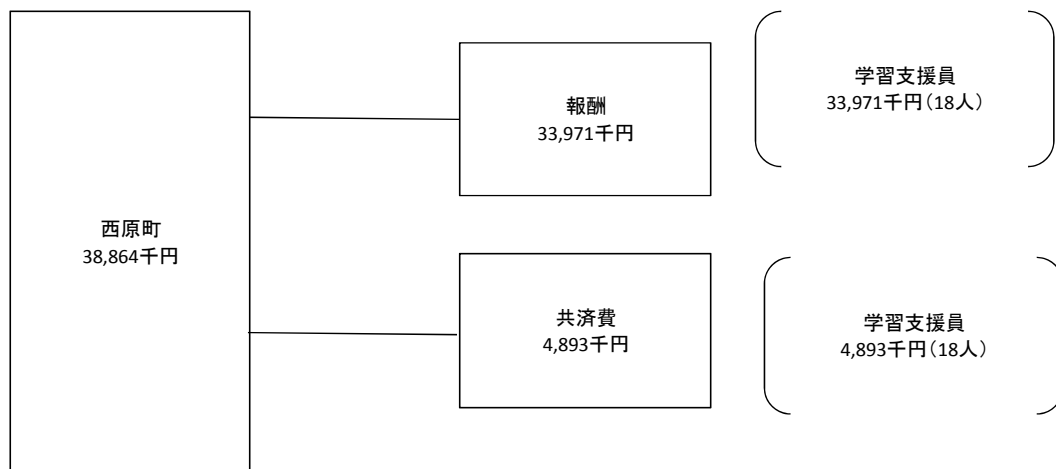 西原町
38,864千円
報酬
33,971千円
学習支援員
33,971千円(18人)
共済費
4,893千円
学習支援員
4,893千円(18人)